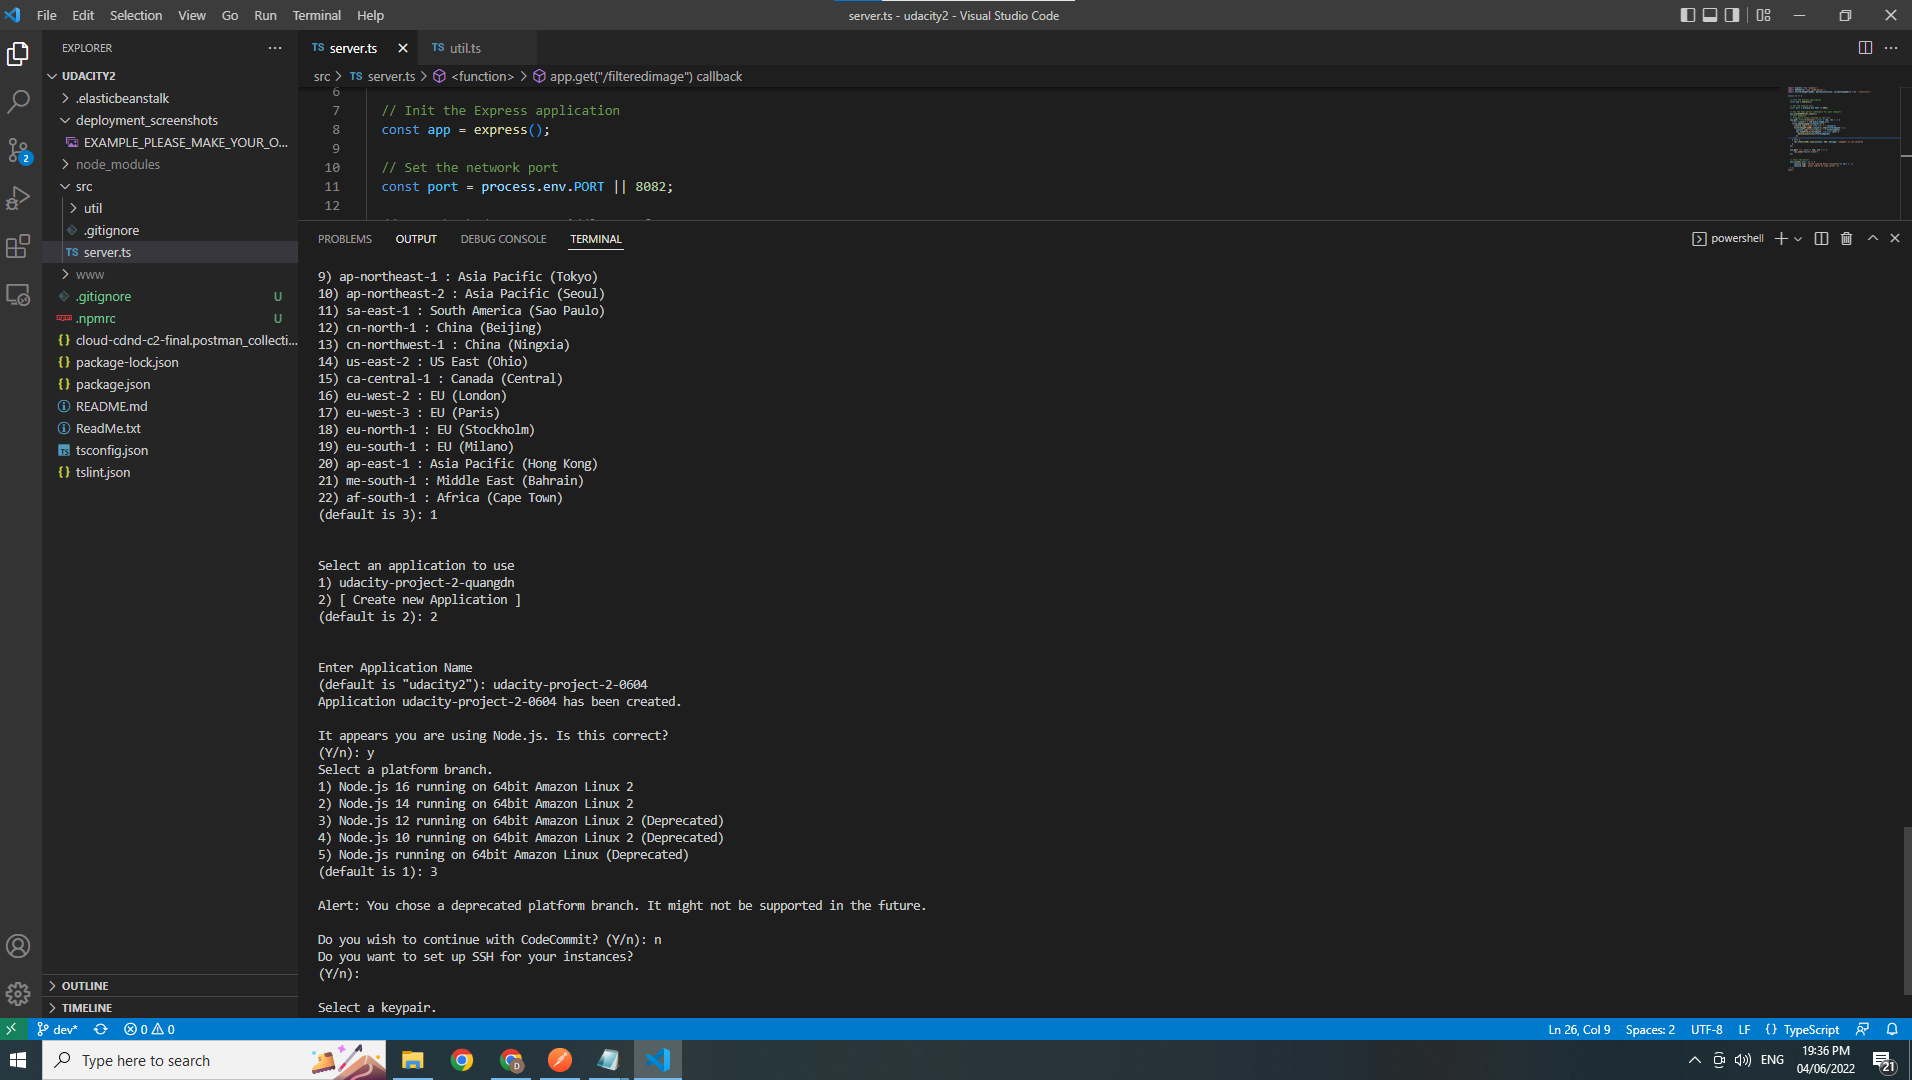 File Edit Selection View Go Run Terminal Help
server.ts - udacity2 - Visual Studio Code
EXPLORER
UDACITY2
.elasticbeanstalk
deployment_screenshots
EXAMPLE_PLEASE_MAKE_YOUR_O...
node_modules
src
util
.gitignore
TS server.ts
www
.gitignore U
.npmrc U
{} cloud-cdnd-c2-final.postman_collecti...
{} package-lock.json
{} package.json
README.md
ReadMe.txt
tsconfig.json
{} tslint.json
OUTLINE
TIMELINE
2
TS server.ts
TS util.ts
src > TS server.ts > <function> > app.get("/filteredimage") callback
6
7 // Init the Express application
8 const app = express();
9
10 // Set the network port
11 const port = process.env.PORT || 8082;
12
PROBLEMS OUTPUT DEBUG CONSOLE TERMINAL
powershell
9) ap-northeast-1 : Asia Pacific (Tokyo)
10) ap-northeast-2 : Asia Pacific (Seoul)
11) sa-east-1 : South America (Sao Paulo)
12) cn-north-1 : China (Beijing)
13) cn-northwest-1 : China (Ningxia)
14) us-east-2 : US East (Ohio)
15) ca-central-1 : Canada (Central)
16) eu-west-2 : EU (London)
17) eu-west-3 : EU (Paris)
18) eu-north-1 : EU (Stockholm)
19) eu-south-1 : EU (Milano)
20) ap-east-1 : Asia Pacific (Hong Kong)
21) me-south-1 : Middle East (Bahrain)
22) af-south-1 : Africa (Cape Town)
(default is 3): 1
Select an application to use
1) udacity-project-2-quangdn
2) [ Create new Application ]
(default is 2): 2
Enter Application Name
(default is "udacity2"): udacity-project-2-0604
Application udacity-project-2-0604 has been created.
It appears you are using Node.js. Is this correct?
(Y/n): y
Select a platform branch.
1) Node.js 16 running on 64bit Amazon Linux 2
2) Node.js 14 running on 64bit Amazon Linux 2
3) Node.js 12 running on 64bit Amazon Linux 2 (Deprecated)
4) Node.js 10 running on 64bit Amazon Linux 2 (Deprecated)
5) Node.js running on 64bit Amazon Linux (Deprecated)
(default is 1): 3
Alert: You chose a deprecated platform branch. It might not be supported in the future.
Do you wish to continue with CodeCommit? (Y/n): n
Do you want to set up SSH for your instances?
(Y/n):
Select a keypair.
dev* 0 0
Ln 26, Col 9 Spaces: 2 UTF-8 LF {} TypeScript
Type here to search
ENG
19:36 PM
04/06/2022
21